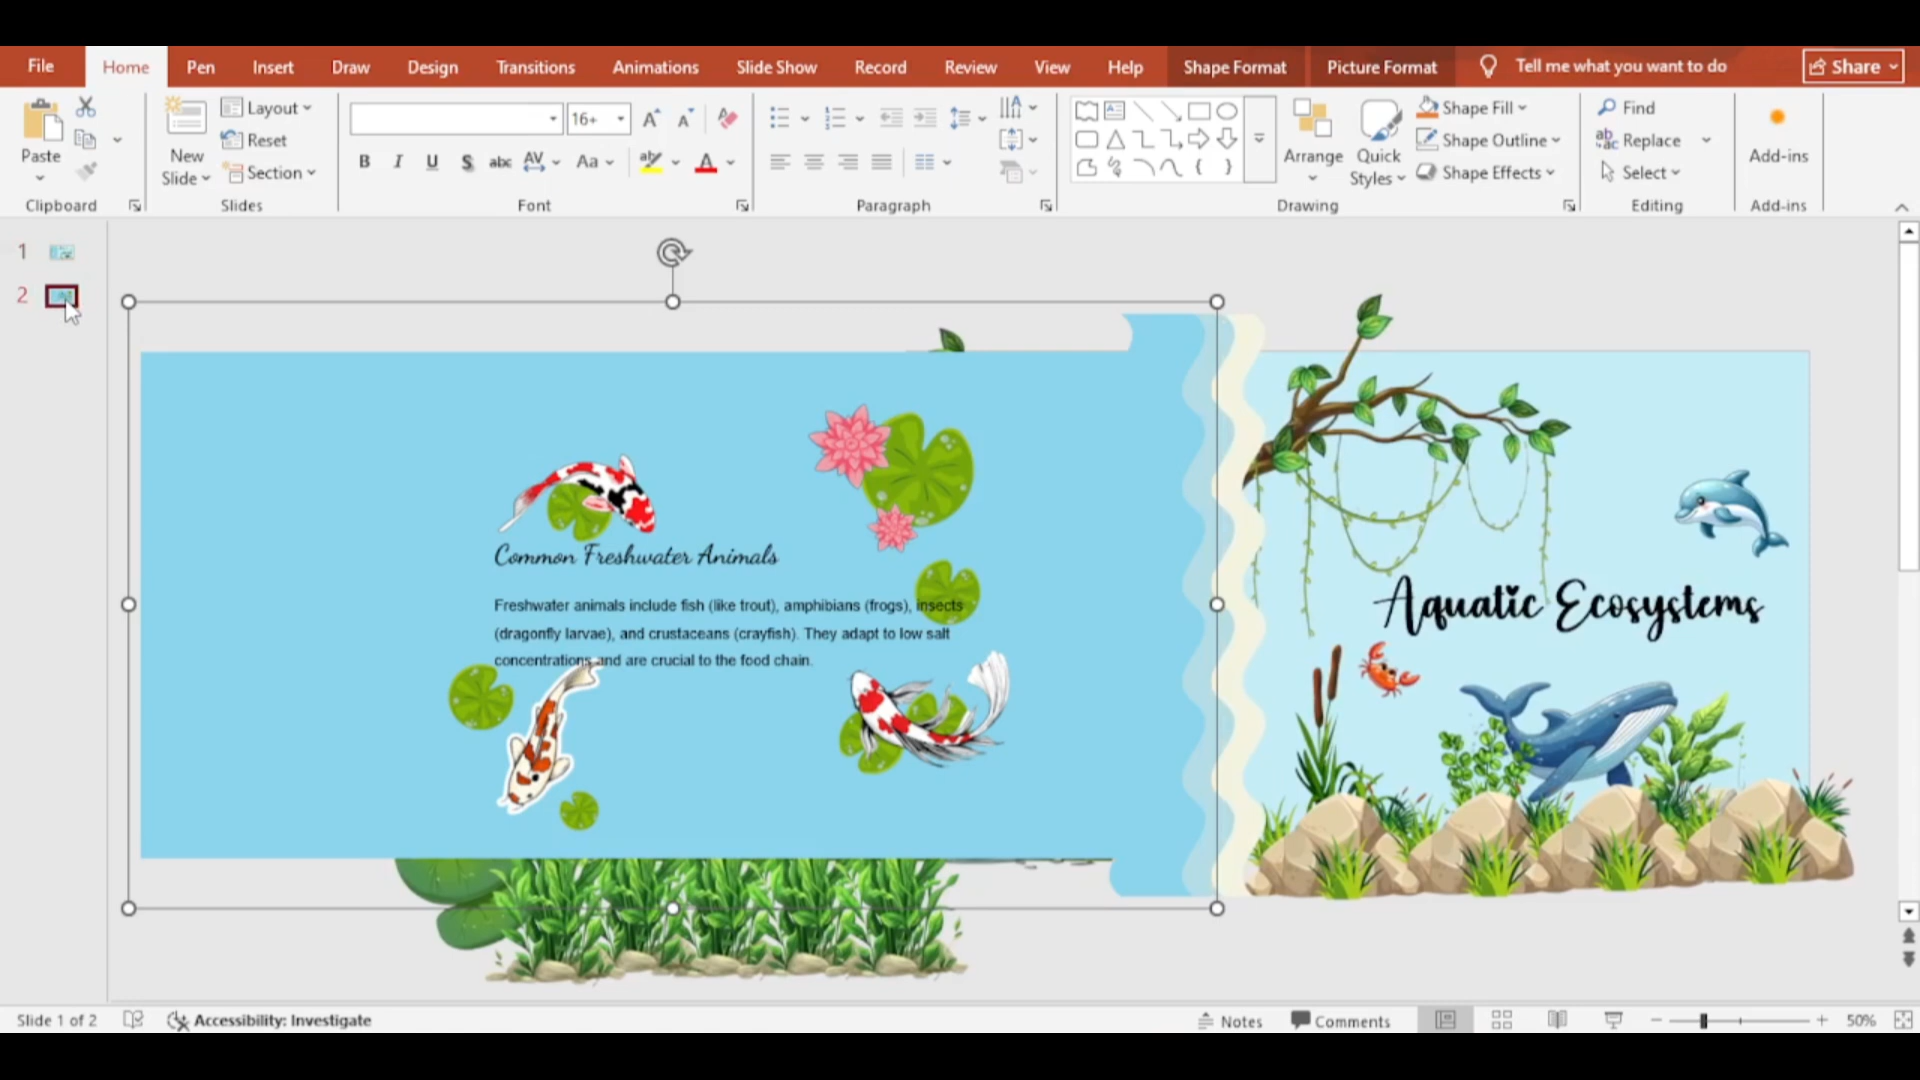 File Home Pen Insert Draw Design Transitions Animations Slide Show Record Review View Help Shape Format Picture Format Tell me what you want to do Share
Paste
New Slide
Layout
Reset
Section
16+
B I U S abc AV Aa A
Arrange
Quick Styles
Shape Fill
Shape Outline
Shape Effects
Find
Replace
Select
Add-ins
Clipboard Slides Font Paragraph Drawing Editing Add-ins
1
2
Aquatic Ecosystems
Common Freshwater Animals
Freshwater animals include fish (like trout), amphibians (frogs), insects
(dragonfly larvae), and crustaceans (crayfish). They adapt to low salt
concentrations and are crucial to the food chain.
Slide 1 of 2 Accessibility: Investigate Notes Comments 50%